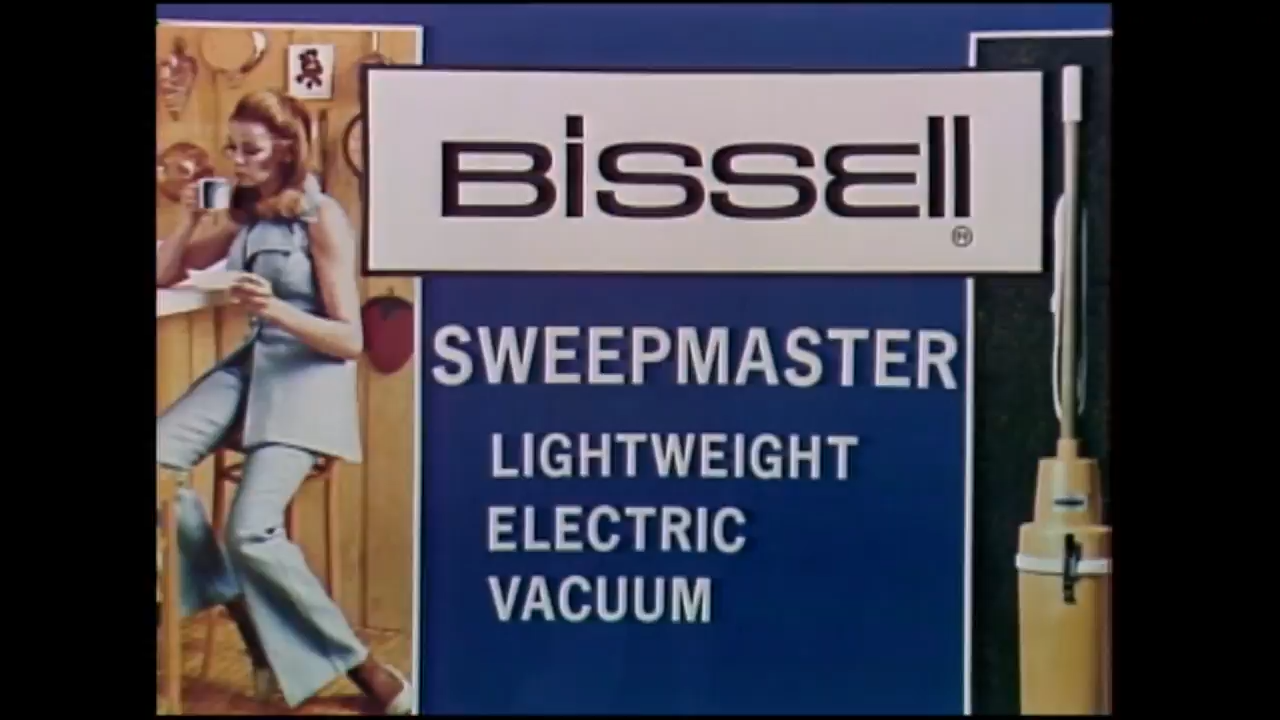 BISSELL
®
SWEEPMASTER
LIGHTWEIGHT
ELECTRIC
VACUUM